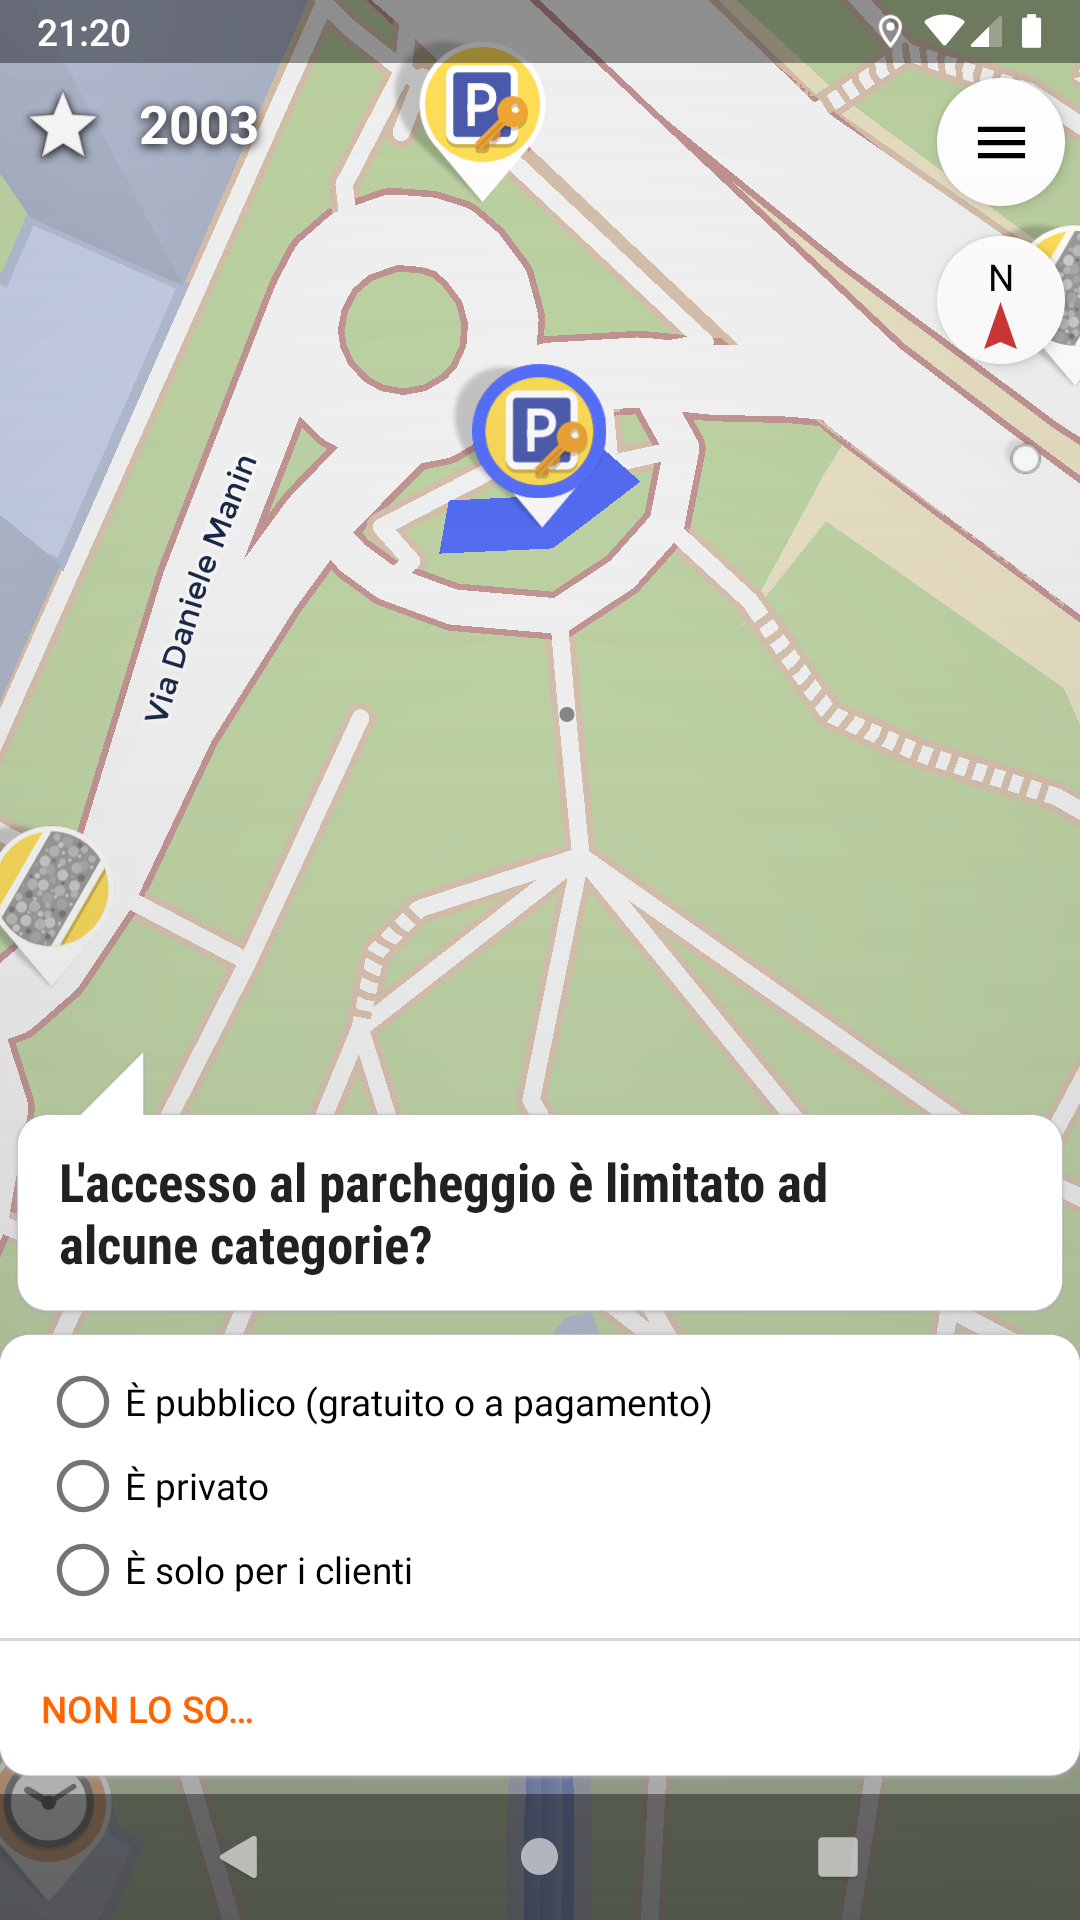 21:20
2003
P
N
P
Via Daniele Manin
L'accesso al parcheggio è limitato ad
alcune categorie?
È pubblico (gratuito o a pagamento)
È privato
È solo per i clienti
NON LO SO...